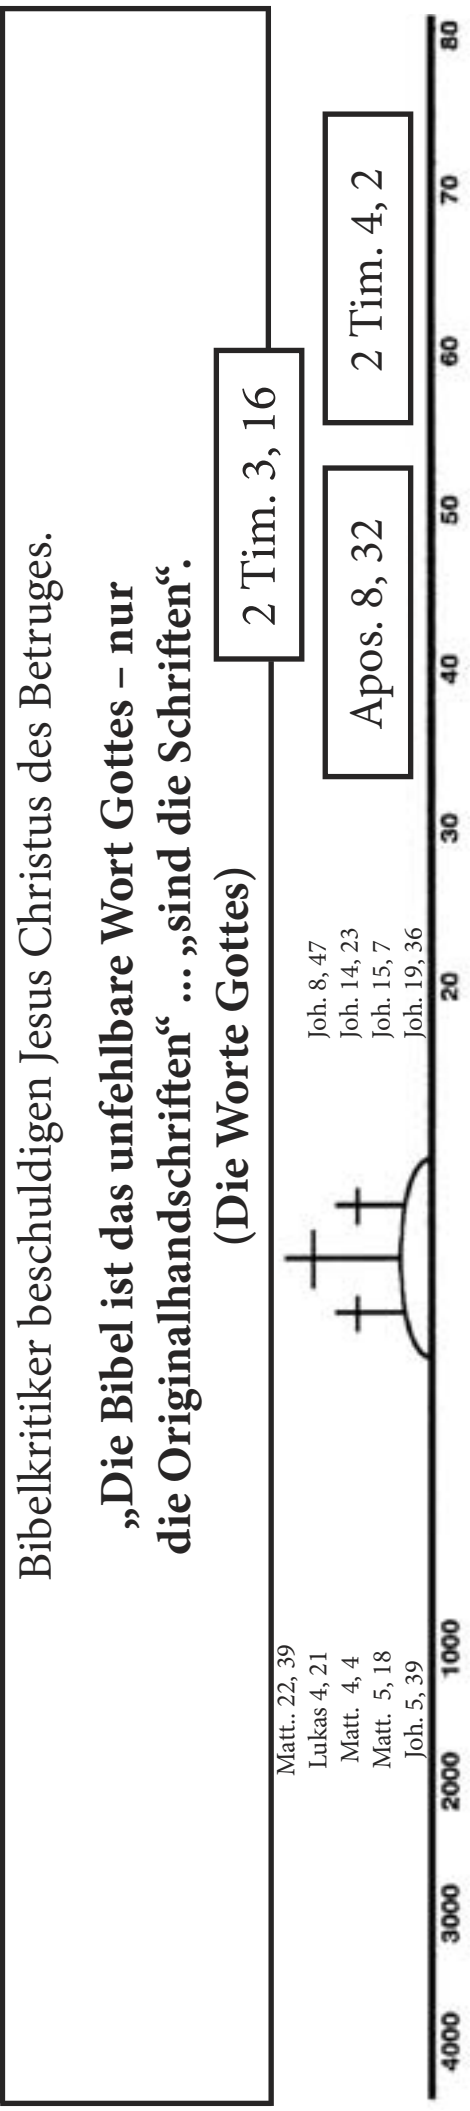 Bibelkritiker beschuldigen Jesus Christus des Betruges.
„Die Bibel ist das unfehlbare Wort Gottes – nur
die Originalhandschriften“ ... „sind die Schriften“.
(Die Worte Gottes)
2 Tim. 3, 16
Matt.. 22, 39
Lukas 4, 21
Matt. 4, 4
Matt. 5, 18
Joh. 5, 39
Joh. 8, 47
Joh. 14, 23
Joh. 15, 7
Joh. 19, 36
Apos. 8, 32
2 Tim. 4, 2
4000 3000 2000 1000 20 30 40 50 60 70 80